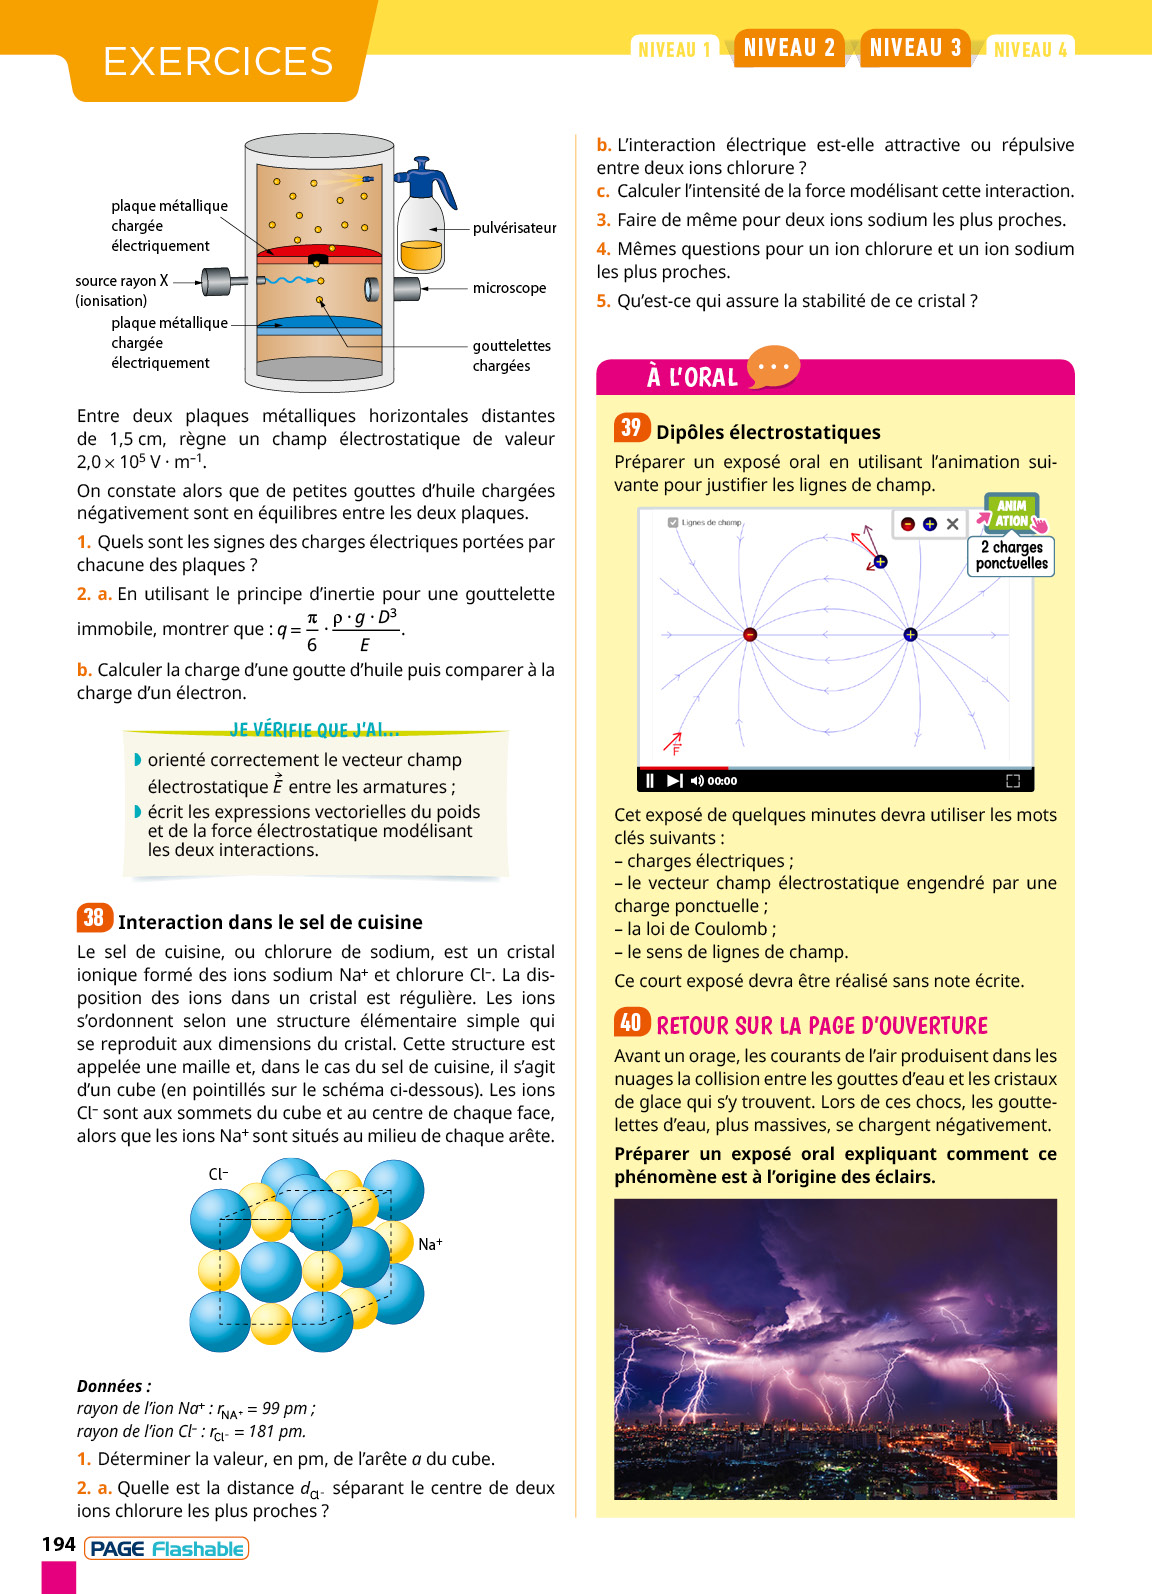 EXERCICES
NIVEAU 1
NIVEAU 2
NIVEAU 3
NIVEAU 4
plaque métallique
chargée
électriquement
source rayon X
(ionisation)
plaque métallique
chargée
électriquement
pulvérisateur
microscope
gouttelettes
chargées
Entre deux plaques métalliques horizontales distantes
de 1,5 cm, règne un champ électrostatique de valeur
2,0 × 10⁵ V · m⁻¹.
On constate alors que de petites gouttes d’huile chargées
négativement sont en équilibres entre les deux plaques.
1. Quels sont les signes des charges électriques portées par
chacune des plaques ?
2. a. En utilisant le principe d’inertie pour une gouttelette
immobile, montrer que : q = π/6 · ρ · g · D³/E.
b. Calculer la charge d’une goutte d’huile puis comparer à la
charge d’un électron.
JE VÉRIFIE QUE J’AI...
orienté correctement le vecteur champ
électrostatique E⃗ entre les armatures ;
écrit les expressions vectorielles du poids
et de la force électrostatique modélisant
les deux interactions.
38 Interaction dans le sel de cuisine
Le sel de cuisine, ou chlorure de sodium, est un cristal
ionique formé des ions sodium Na⁺ et chlorure Cl⁻. La dis-
position des ions dans un cristal est régulière. Les ions
s’ordonnent selon une structure élémentaire simple qui
se reproduit aux dimensions du cristal. Cette structure est
appelée une maille et, dans le cas du sel de cuisine, il s’agit
d’un cube (en pointillés sur le schéma ci-dessous). Les ions
Cl⁻ sont aux sommets du cube et au centre de chaque face,
alors que les ions Na⁺ sont situés au milieu de chaque arête.
Cl⁻
Na⁺
Données :
rayon de l’ion Na⁺ : r_NA⁺ = 99 pm ;
rayon de l’ion Cl⁻ : r_Cl⁻ = 181 pm.
1. Déterminer la valeur, en pm, de l’arête a du cube.
2. a. Quelle est la distance d_Cl⁻ séparant le centre de deux
ions chlorure les plus proches ?
b. L’interaction électrique est-elle attractive ou répulsive
entre deux ions chlorure ?
c. Calculer l’intensité de la force modélisant cette interaction.
3. Faire de même pour deux ions sodium les plus proches.
4. Mêmes questions pour un ion chlorure et un ion sodium
les plus proches.
5. Qu’est-ce qui assure la stabilité de ce cristal ?
À L’ORAL
39 Dipôles électrostatiques
Préparer un exposé oral en utilisant l’animation sui-
vante pour justifier les lignes de champ.
Lignes de champ
ANIM
ATION
2 charges
ponctuelles
F⃗
00:00
Cet exposé de quelques minutes devra utiliser les mots
clés suivants :
– charges électriques ;
– le vecteur champ électrostatique engendré par une
charge ponctuelle ;
– la loi de Coulomb ;
– le sens de lignes de champ.
Ce court exposé devra être réalisé sans note écrite.
40 RETOUR SUR LA PAGE D’OUVERTURE
Avant un orage, les courants de l’air produisent dans les
nuages la collision entre les gouttes d’eau et les cristaux
de glace qui s’y trouvent. Lors de ces chocs, les goutte-
lettes d’eau, plus massives, se chargent négativement.
Préparer un exposé oral expliquant comment ce
phénomène est à l’origine des éclairs.
194 PAGE Flashable